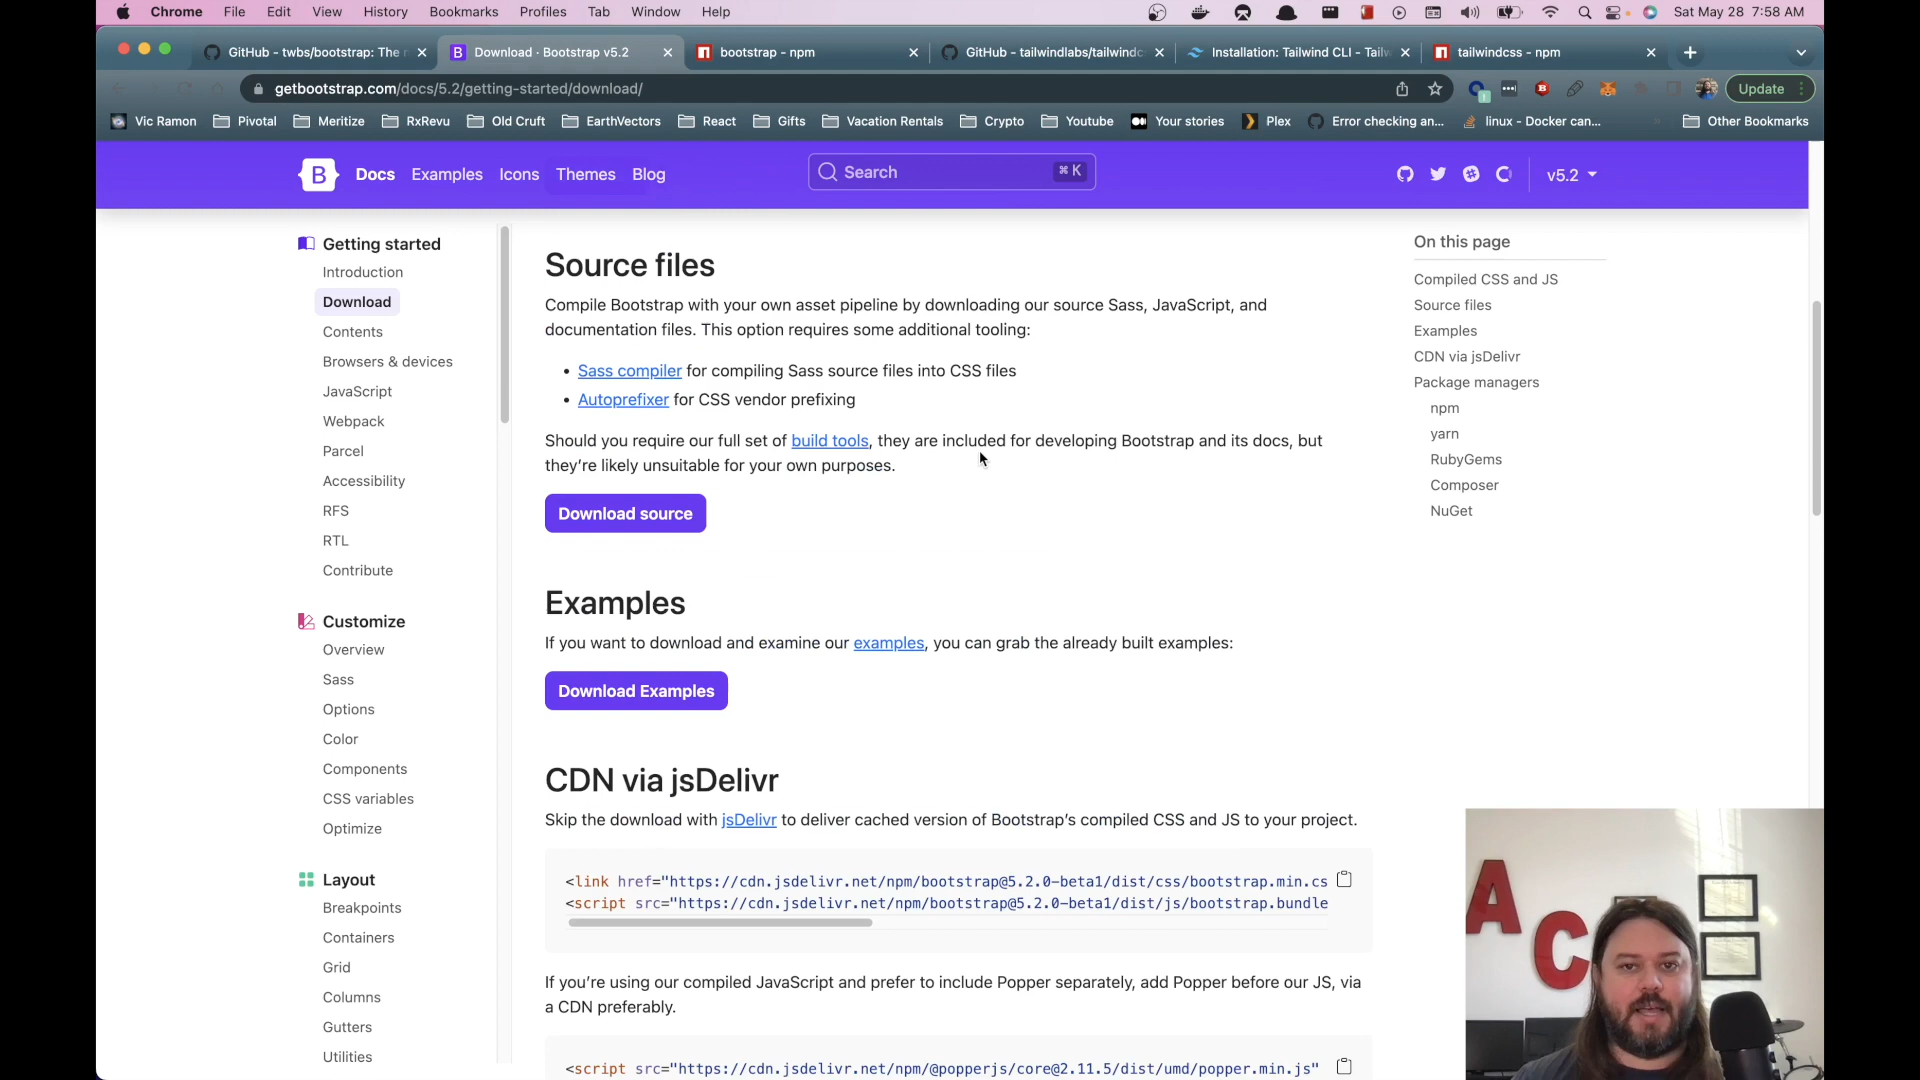 Chrome File Edit View History Bookmarks Profiles Tab Window Help Sat May 28 7:58 AM
GitHub - twbs/bootstrap: The Download · Bootstrap v5.2 bootstrap - npm GitHub - tailwindlabs/tailwindc Installation: Tailwind CLI - Tailw tailwindcss - npm
getbootstrap.com/docs/5.2/getting-started/download/ Update
Vic Ramon Pivotal Meritize RxRevu Old Cruft EarthVectors React Gifts Vacation Rentals Crypto Youtube Your stories Plex Error checking an... linux - Docker can... Other Bookmarks
B Docs Examples Icons Themes Blog Search ⌘ K v5.2
Getting started
Introduction
Download
Contents
Browsers & devices
JavaScript
Webpack
Parcel
Accessibility
RFS
RTL
Contribute
Customize
Overview
Sass
Options
Color
Components
CSS variables
Optimize
Layout
Breakpoints
Containers
Grid
Columns
Gutters
Utilities
Source files
Compile Bootstrap with your own asset pipeline by downloading our source Sass, JavaScript, and
documentation files. This option requires some additional tooling:
• Sass compiler for compiling Sass source files into CSS files
• Autoprefixer for CSS vendor prefixing
Should you require our full set of build tools, they are included for developing Bootstrap and its docs, but
they're likely unsuitable for your own purposes.
Download source
Examples
If you want to download and examine our examples, you can grab the already built examples:
Download Examples
CDN via jsDelivr
Skip the download with jsDelivr to deliver cached version of Bootstrap's compiled CSS and JS to your project.
<link href="https://cdn.jsdelivr.net/npm/bootstrap@5.2.0-beta1/dist/css/bootstrap.min.cs
<script src="https://cdn.jsdelivr.net/npm/bootstrap@5.2.0-beta1/dist/js/bootstrap.bundle
If you're using our compiled JavaScript and prefer to include Popper separately, add Popper before our JS, via
a CDN preferably.
<script src="https://cdn.jsdelivr.net/npm/@popperjs/core@2.11.5/dist/umd/popper.min.js"
On this page
Compiled CSS and JS
Source files
Examples
CDN via jsDelivr
Package managers
npm
yarn
RubyGems
Composer
NuGet
A
C